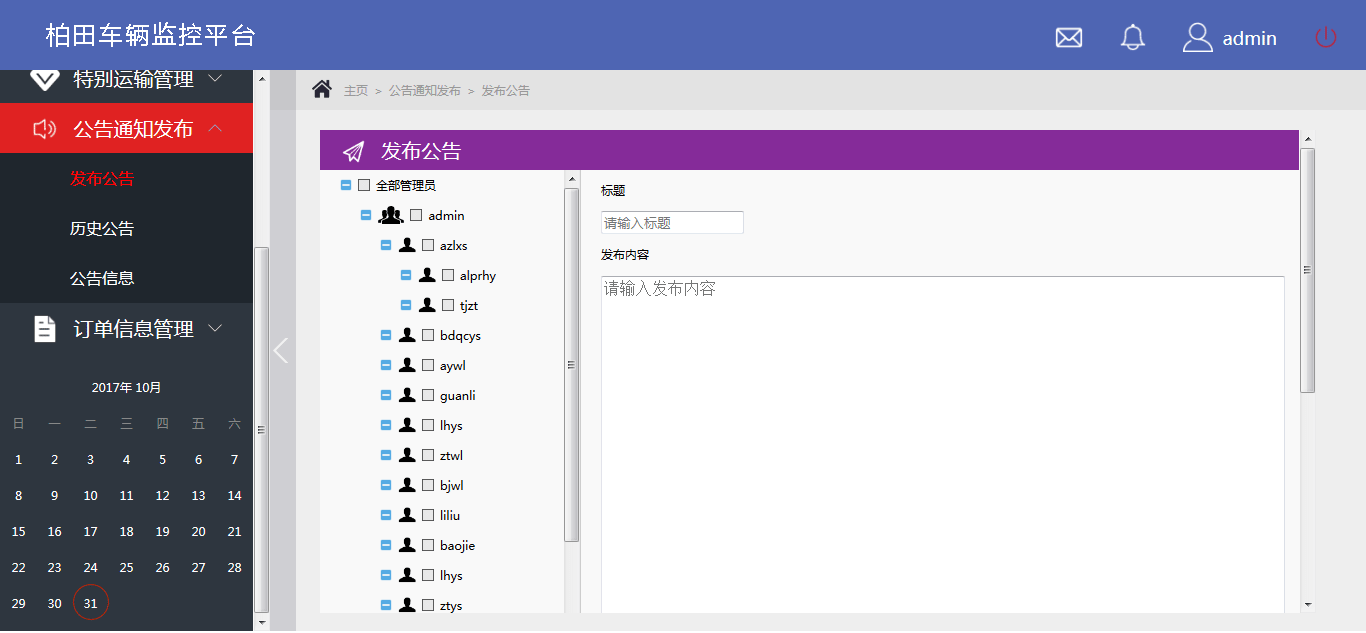 柏田车辆监控平台
admin
特别运输管理
公告通知发布
发布公告
历史公告
公告信息
订单信息管理
2017年 10月
日 一 二 三 四 五 六
1 2 3 4 5 6 7
8 9 10 11 12 13 14
15 16 17 18 19 20 21
22 23 24 25 26 27 28
29 30 31
主页 > 公告通知发布 > 发布公告
发布公告
全部管理员
admin
azlxs
alprhy
tjzt
bdqcys
aywl
guanli
lhys
ztwl
bjwl
liliu
baojie
lhys
ztys
标题
请输入标题
发布内容
请输入发布内容